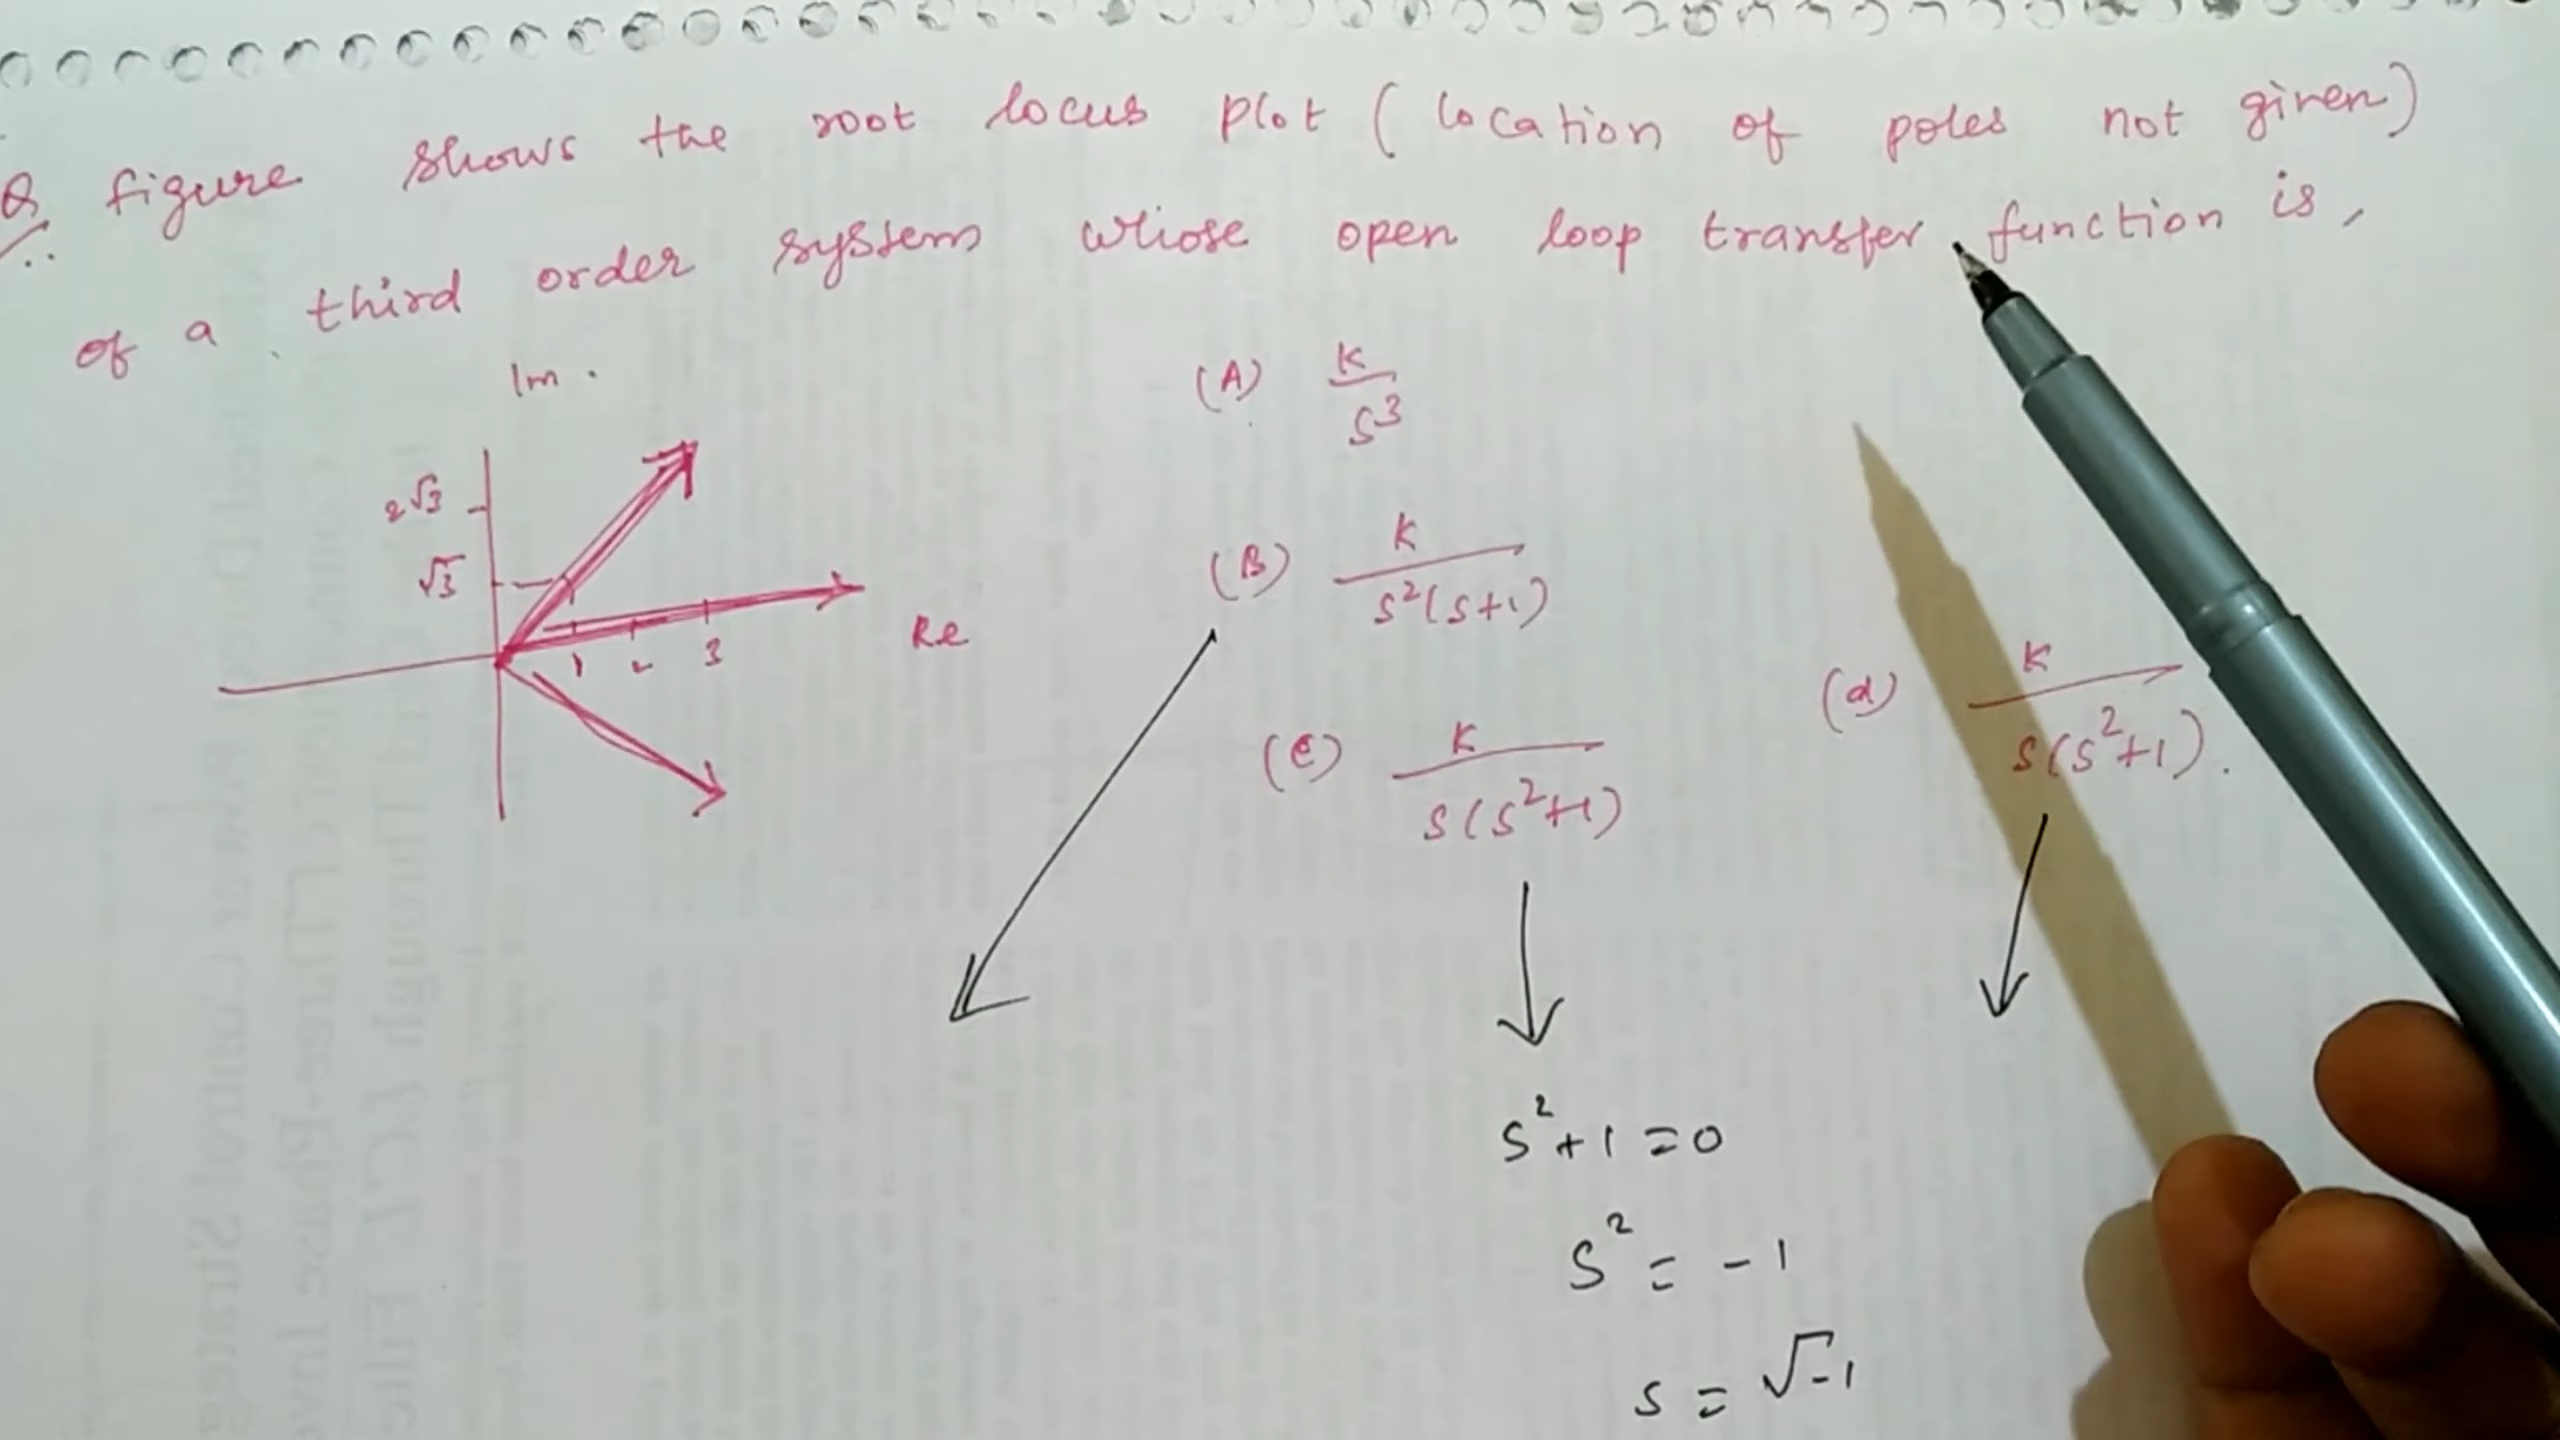 Q. figure shows the root locus plot (location of poles not given)
of a third order system whose open loop transfer function is,
Im.
2√3
√3
1 2 3
Re
(A) K/s³
(B) K/s²(s+1)
(C) K/s(s²+1)
(d) K/s(s²+1).
s²+1=0
s²=-1
s=√-1